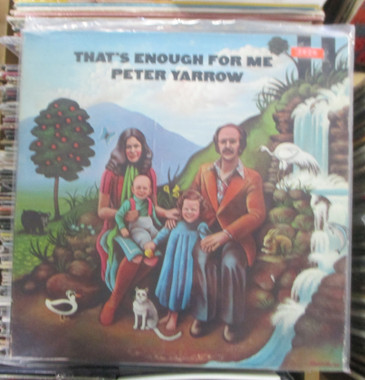 THAT'S ENOUGH FOR ME
PETER YARROW